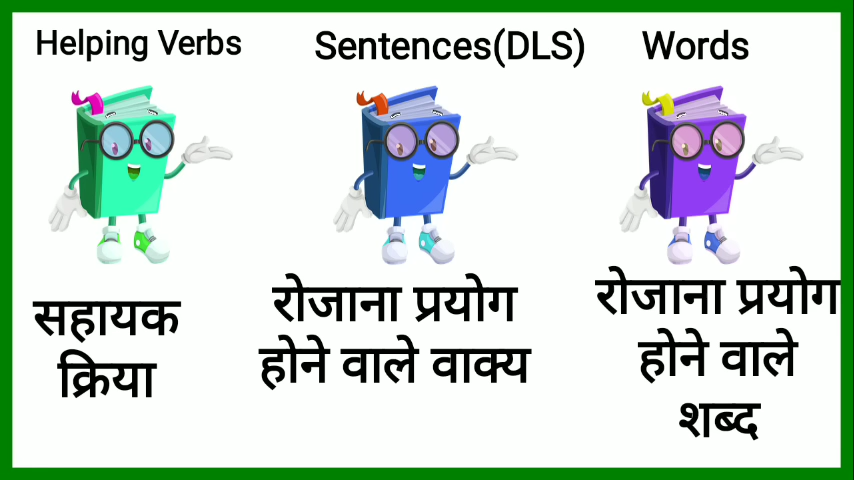 Helping Verbs
Sentences(DLS)
Words
सहायक
क्रिया
रोजाना प्रयोग
होने वाले वाक्य
रोजाना प्रयोग
होने वाले
शब्द